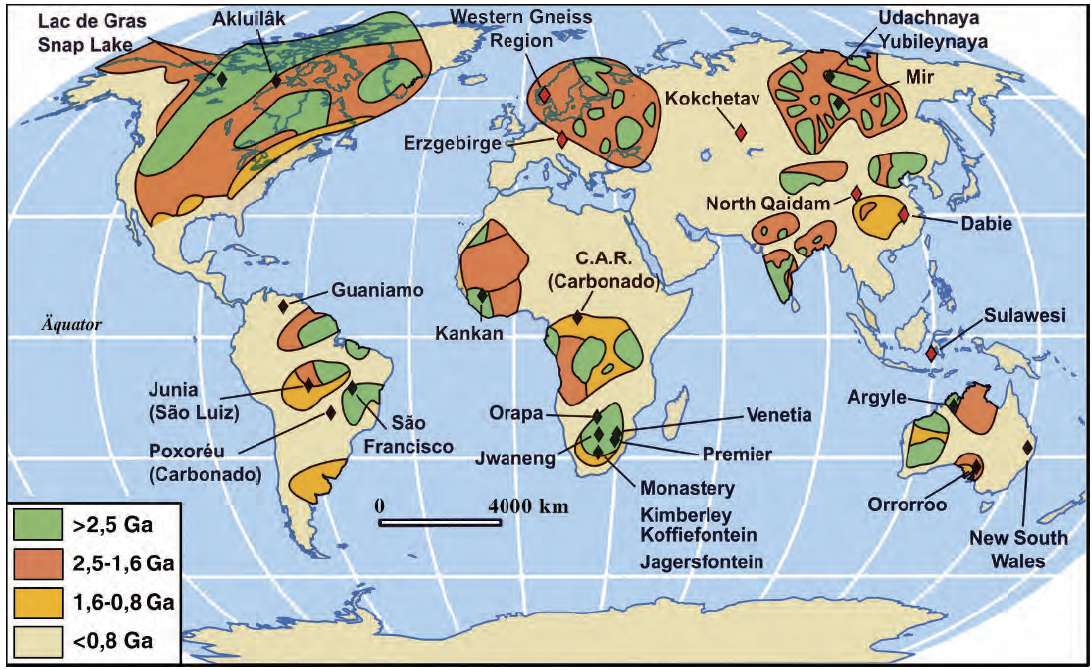 Lac de Gras
Snap Lake
Akluilâk
Western Gneiss
Region
Udachnaya
Yubileynaya
Mir
Kokchetav
Erzgebirge
North Qaidam
Dabie
C.A.R.
(Carbonado)
Guaniamo
Kankan
Äquator
Sulawesi
Junia
(São Luiz)
São
Francisco
Poxoréu
(Carbonado)
Orapa
Venetia
Jwaneng
Premier
Argyle
Monastery
Kimberley
Koffiefontein
Jagersfontein
Orrorroo
New South
Wales
0 4000 km
>2,5 Ga
2,5-1,6 Ga
1,6-0,8 Ga
<0,8 Ga